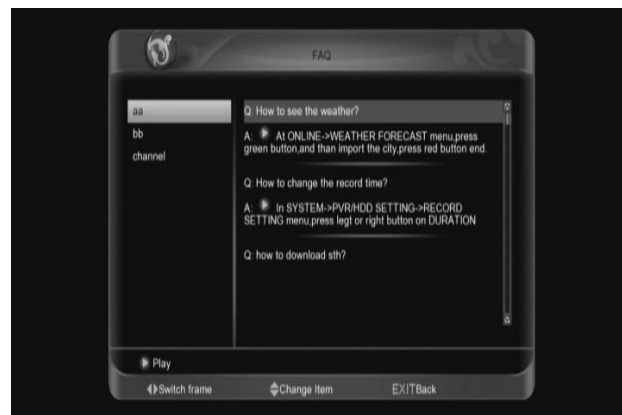 FAQ
aa
bb
channel
Q: How to see the weather?
A: At ONLINE->WEATHER FORECAST menu,press
green button,and than import the city,press red button end.
Q: How to change the record time?
A: In SYSTEM->PVR/HDD SETTING->RECORD
SETTING menu,press legt or right button on DURATION
Q: how to download sth?
Play
Switch frame
Change Item
EXIT Back